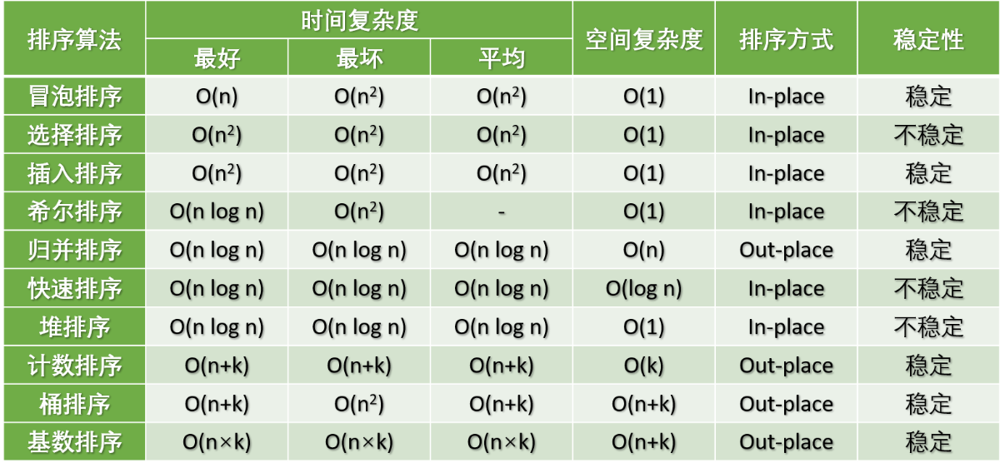 排序算法 时间复杂度 空间复杂度 排序方式 稳定性
最好 最坏 平均
冒泡排序 O(n) O(n²) O(n²) O(1) In-place 稳定
选择排序 O(n²) O(n²) O(n²) O(1) In-place 不稳定
插入排序 O(n²) O(n²) O(n²) O(1) In-place 稳定
希尔排序 O(n log n) O(n²) - O(1) In-place 不稳定
归并排序 O(n log n) O(n log n) O(n log n) O(n) Out-place 稳定
快速排序 O(n log n) O(n log n) O(n log n) O(log n) In-place 不稳定
堆排序 O(n log n) O(n log n) O(n log n) O(1) In-place 不稳定
计数排序 O(n+k) O(n+k) O(n+k) O(k) Out-place 稳定
桶排序 O(n+k) O(n²) O(n+k) O(n+k) Out-place 稳定
基数排序 O(n×k) O(n×k) O(n×k) O(n+k) Out-place 稳定